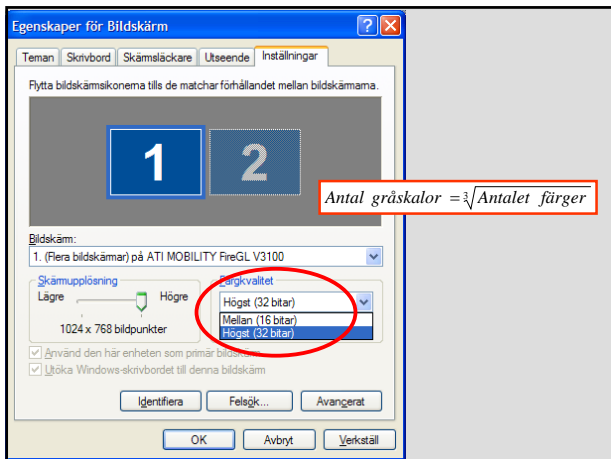 Egenskaper för Bildskärm
Teman Skrivbord Skärmsläckare Utseende Inställningar
Flytta bildskärmsikonerna tills de matchar förhållandet mellan bildskärmarna.
1 2
Antal gråskalor = ∛Antalet färger
Bildskärm:
1. (Flera bildskärmar) på ATI MOBILITY FireGL V3100
Skärmupplösning Färgkvalitet
Lägre Högre Högst (32 bitar)
Mellan (16 bitar)
1024 x 768 bildpunkter Högst (32 bitar)
Använd den här enheten som primär bildskärm
Utöka Windows-skrivbordet till denna bildskärm
Identifiera Felsök... Avancerat
OK Avbryt Verkställ